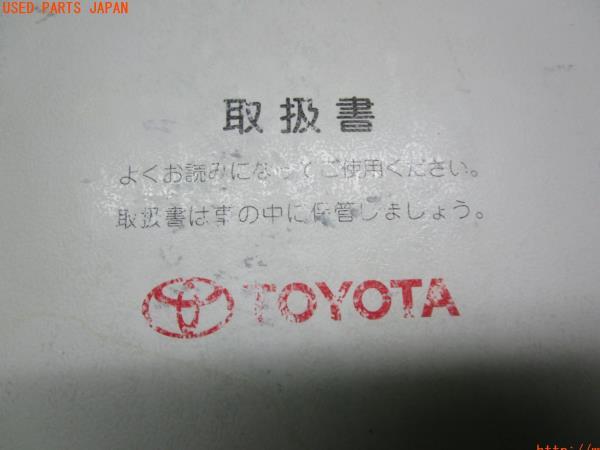 USED PARTS JAPAN
取扱書
よくお読みになってご使用ください。
取扱書は車の中に保管しましょう。
TOYOTA
http://m